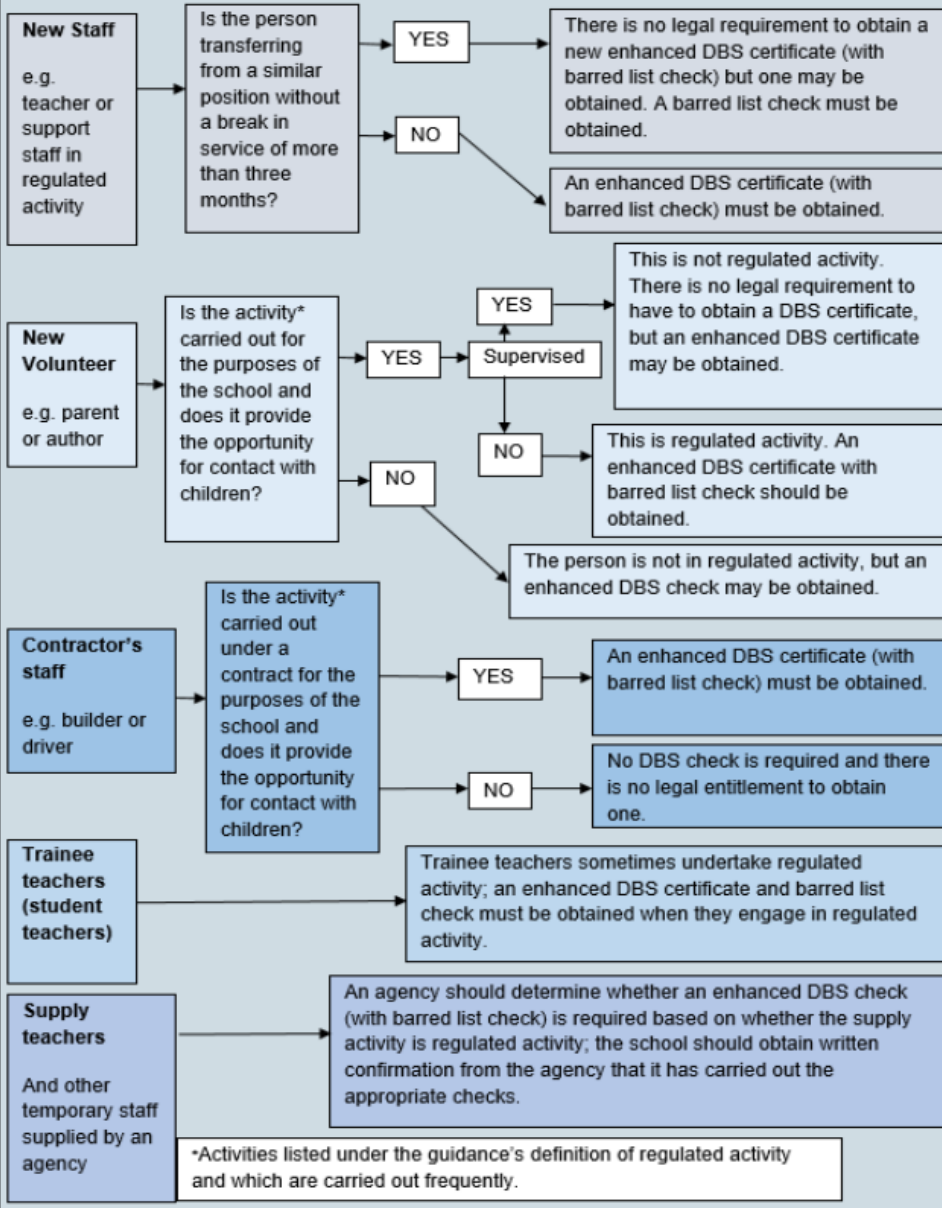 New Staff
e.g.
teacher or
support
staff in
regulated
activity
Is the person
transferring
from a similar
position without
a break in
service of more
than three
months?
YES
There is no legal requirement to obtain a
new enhanced DBS certificate (with
barred list check) but one may be
obtained. A barred list check must be
obtained.
NO
An enhanced DBS certificate (with
barred list check) must be obtained.
New
Volunteer
e.g. parent
or author
Is the activity*
carried out for
the purposes of
the school and
does it provide
the opportunity
for contact with
children?
YES
Supervised
YES
This is not regulated activity.
There is no legal requirement to
have to obtain a DBS certificate,
but an enhanced DBS certificate
may be obtained.
NO
This is regulated activity. An
enhanced DBS certificate with
barred list check should be
obtained.
NO
The person is not in regulated activity, but an
enhanced DBS check may be obtained.
Contractor's
staff
e.g. builder or
driver
Is the activity*
carried out
under a
contract for the
purposes of the
school and
does it provide
the opportunity
for contact with
children?
YES
An enhanced DBS certificate (with
barred list check) must be obtained.
NO
No DBS check is required and there
is no legal entitlement to obtain
one.
Trainee
teachers
(student
teachers)
Trainee teachers sometimes undertake regulated
activity; an enhanced DBS certificate and barred list
check must be obtained when they engage in regulated
activity.
Supply
teachers
And other
temporary staff
supplied by an
agency
An agency should determine whether an enhanced DBS check
(with barred list check) is required based on whether the supply
activity is regulated activity; the school should obtain written
confirmation from the agency that it has carried out the
appropriate checks.
*Activities listed under the guidance's definition of regulated activity
and which are carried out frequently.